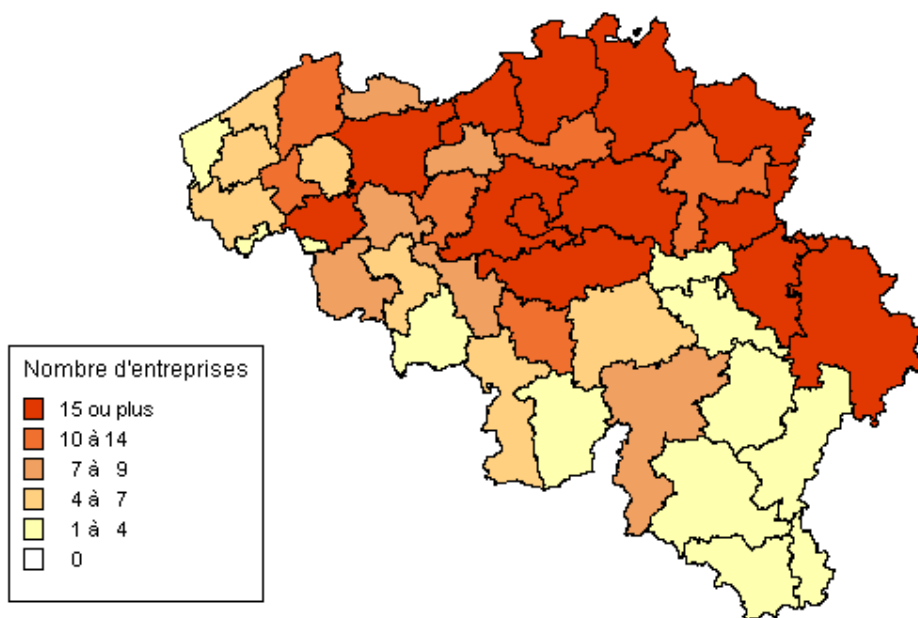 Nombre d'entreprises
15 ou plus
10 à 14
7 à 9
4 à 7
1 à 4
0